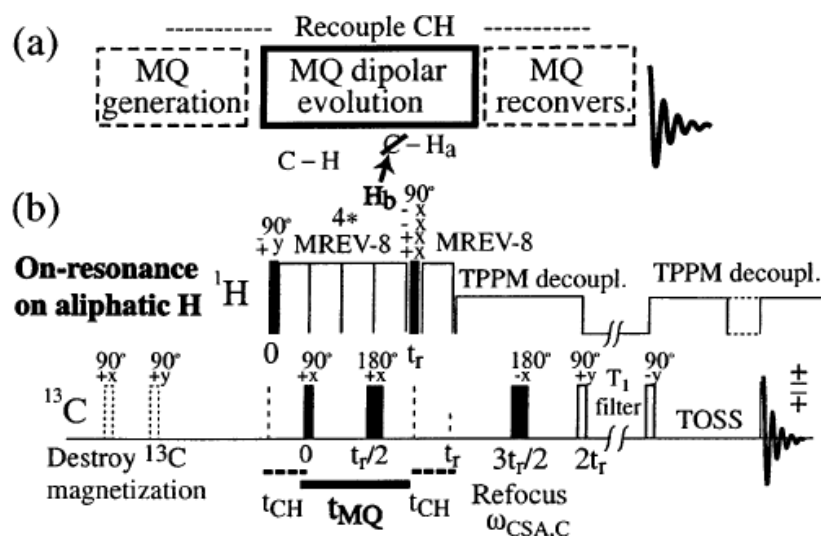 (a)
Recouple CH
MQ generation
MQ dipolar evolution
MQ reconvers.
C – H
C – Ha
Hb
(b)
On-resonance on aliphatic H
¹H
90°
-
+ y
4*
MREV-8
90°
- x
- x
+ x
+ x
MREV-8
TPPM decoupl.
TPPM decoupl.
0
tr
¹³C
90°
+x
90°
+y
90°
+x
180°
+x
180°
-x
90°
+y
T1
filter
90°
-y
TOSS
±
∓
Destroy ¹³C
magnetization
0
tr/2
tr
3tr/2
2tr
tCH
tMQ
tCH
Refocus
ωCSA,C